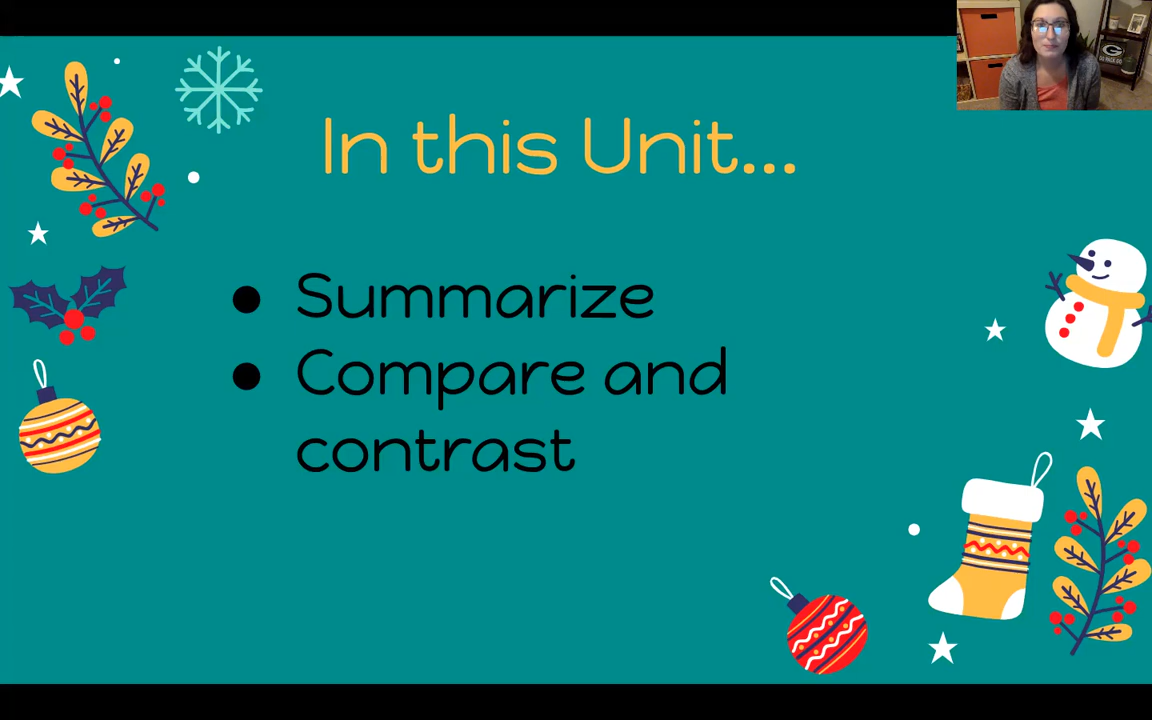 In this Unit...
● Summarize
● Compare and
contrast